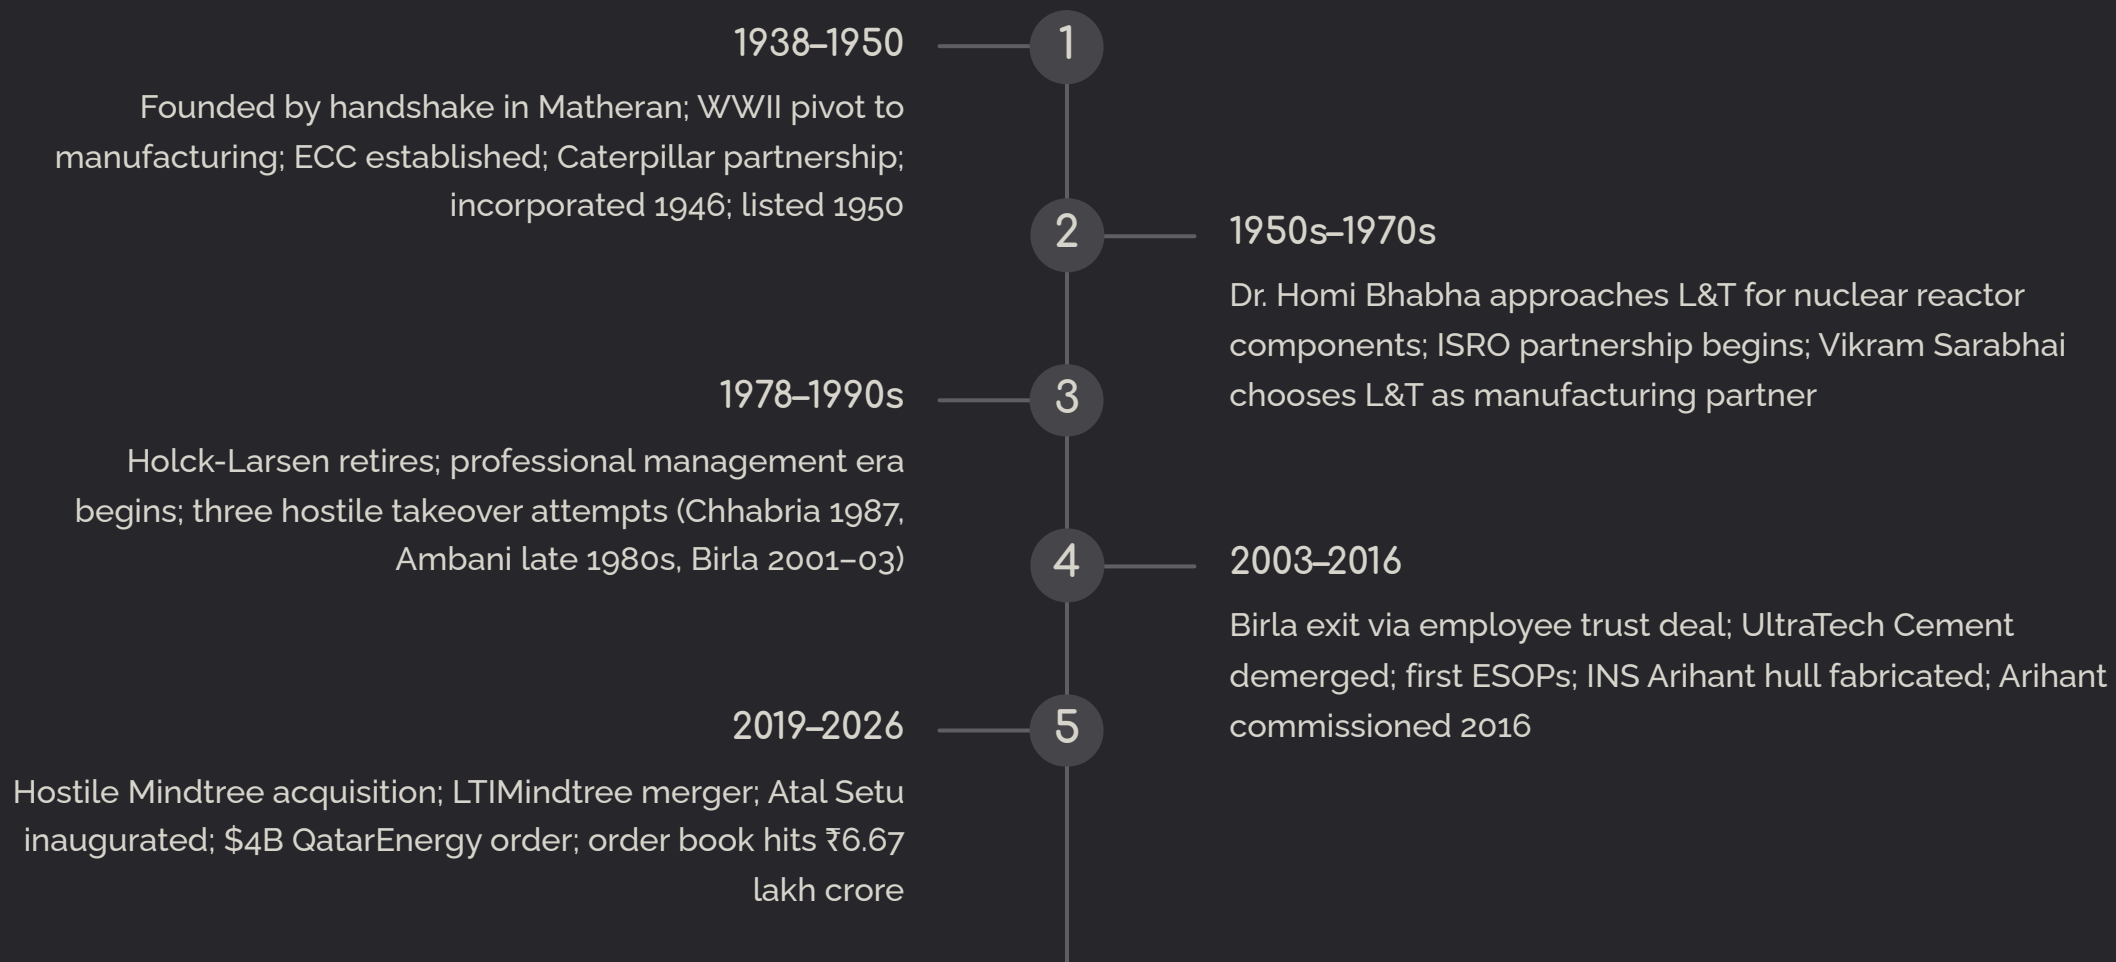 1
1938–1950
Founded by handshake in Matheran; WWII pivot to
manufacturing; ECC established; Caterpillar partnership;
incorporated 1946; listed 1950
2
1950s–1970s
Dr. Homi Bhabha approaches L&T for nuclear reactor
components; ISRO partnership begins; Vikram Sarabhai
chooses L&T as manufacturing partner
3
1978–1990s
Holck-Larsen retires; professional management era
begins; three hostile takeover attempts (Chhabria 1987,
Ambani late 1980s, Birla 2001–03)
4
2003–2016
Birla exit via employee trust deal; UltraTech Cement
demerged; first ESOPs; INS Arihant hull fabricated; Arihant
commissioned 2016
5
2019–2026
Hostile Mindtree acquisition; LTIMindtree merger; Atal Setu
inaugurated; $4B QatarEnergy order; order book hits ₹6.67
lakh crore